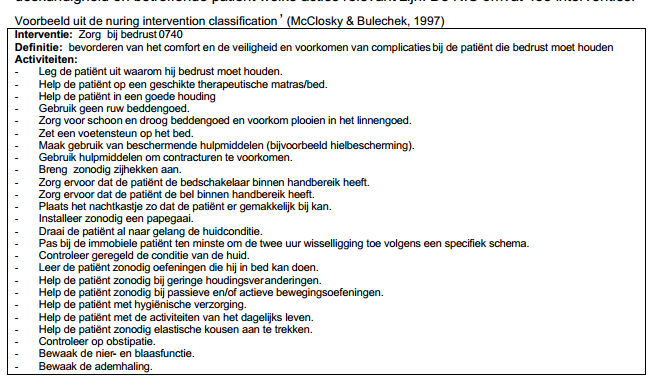 Voorbeeld uit de nuring intervention classification’ (McClosky & Bulechek, 1997)
Interventie: Zorg bij bedrust 0740
Definitie: bevorderen van het comfort en de veiligheid en voorkomen van complicaties bij de patiënt die bedrust moet houden
Activiteiten:
- Leg de patiënt uit waarom hij bedrust moet houden.
- Help de patiënt op een geschikte therapeutische matras/bed.
- Help de patiënt in een goede houding
- Gebruik geen ruw beddengoed.
- Zorg voor schoon en droog beddengoed en voorkom plooien in het linnengoed.
- Zet een voetensteun op het bed.
- Maak gebruik van beschermende hulpmiddelen (bijvoorbeeld hielbescherming).
- Gebruik hulpmiddelen om contracturen te voorkomen.
- Breng zonodig zijhekken aan.
- Zorg ervoor dat de patiënt de bedschakelaar binnen handbereik heeft.
- Zorg ervoor dat de patiënt de bel binnen handbereik heeft.
- Plaats het nachtkastje zo dat de patiënt er gemakkelijk bij kan.
- Installeer zonodig een papegaai.
- Draai de patiënt al naar gelang de huidconditie.
- Pas bij de immobiele patiënt ten minste om de twee uur wisselligging toe volgens een specifiek schema.
- Controleer geregeld de conditie van de huid.
- Leer de patiënt zonodig oefeningen die hij in bed kan doen.
- Help de patiënt zonodig bij geringe houdingsveranderingen.
- Help de patiënt zonodig bij passieve en/of actieve bewegingsoefeningen.
- Help de patiënt met hygiënische verzorging.
- Help de patiënt met de activiteiten van het dagelijks leven.
- Help de patiënt zonodig elastische kousen aan te trekken.
- Controleer op obstipatie.
- Bewaak de nier- en blaasfunctie.
- Bewaak de ademhaling.